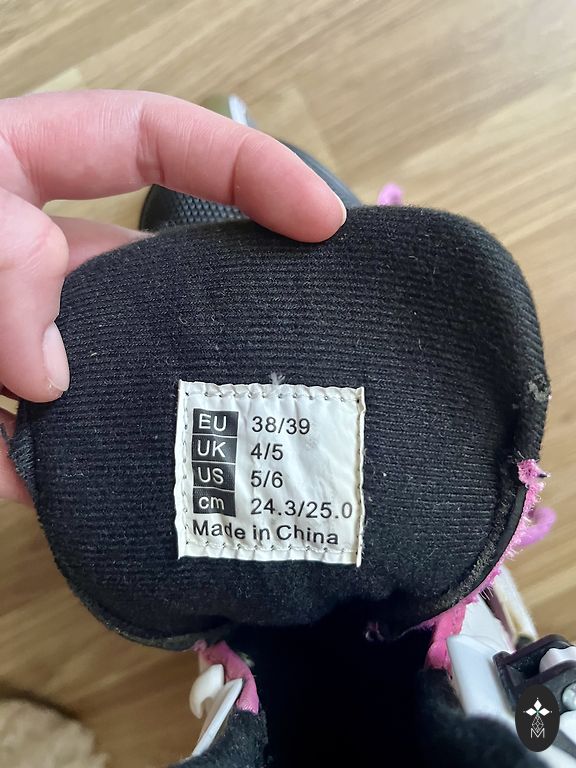 EU 38/39
UK 4/5
US 5/6
cm 24.3/25.0
Made in China
M